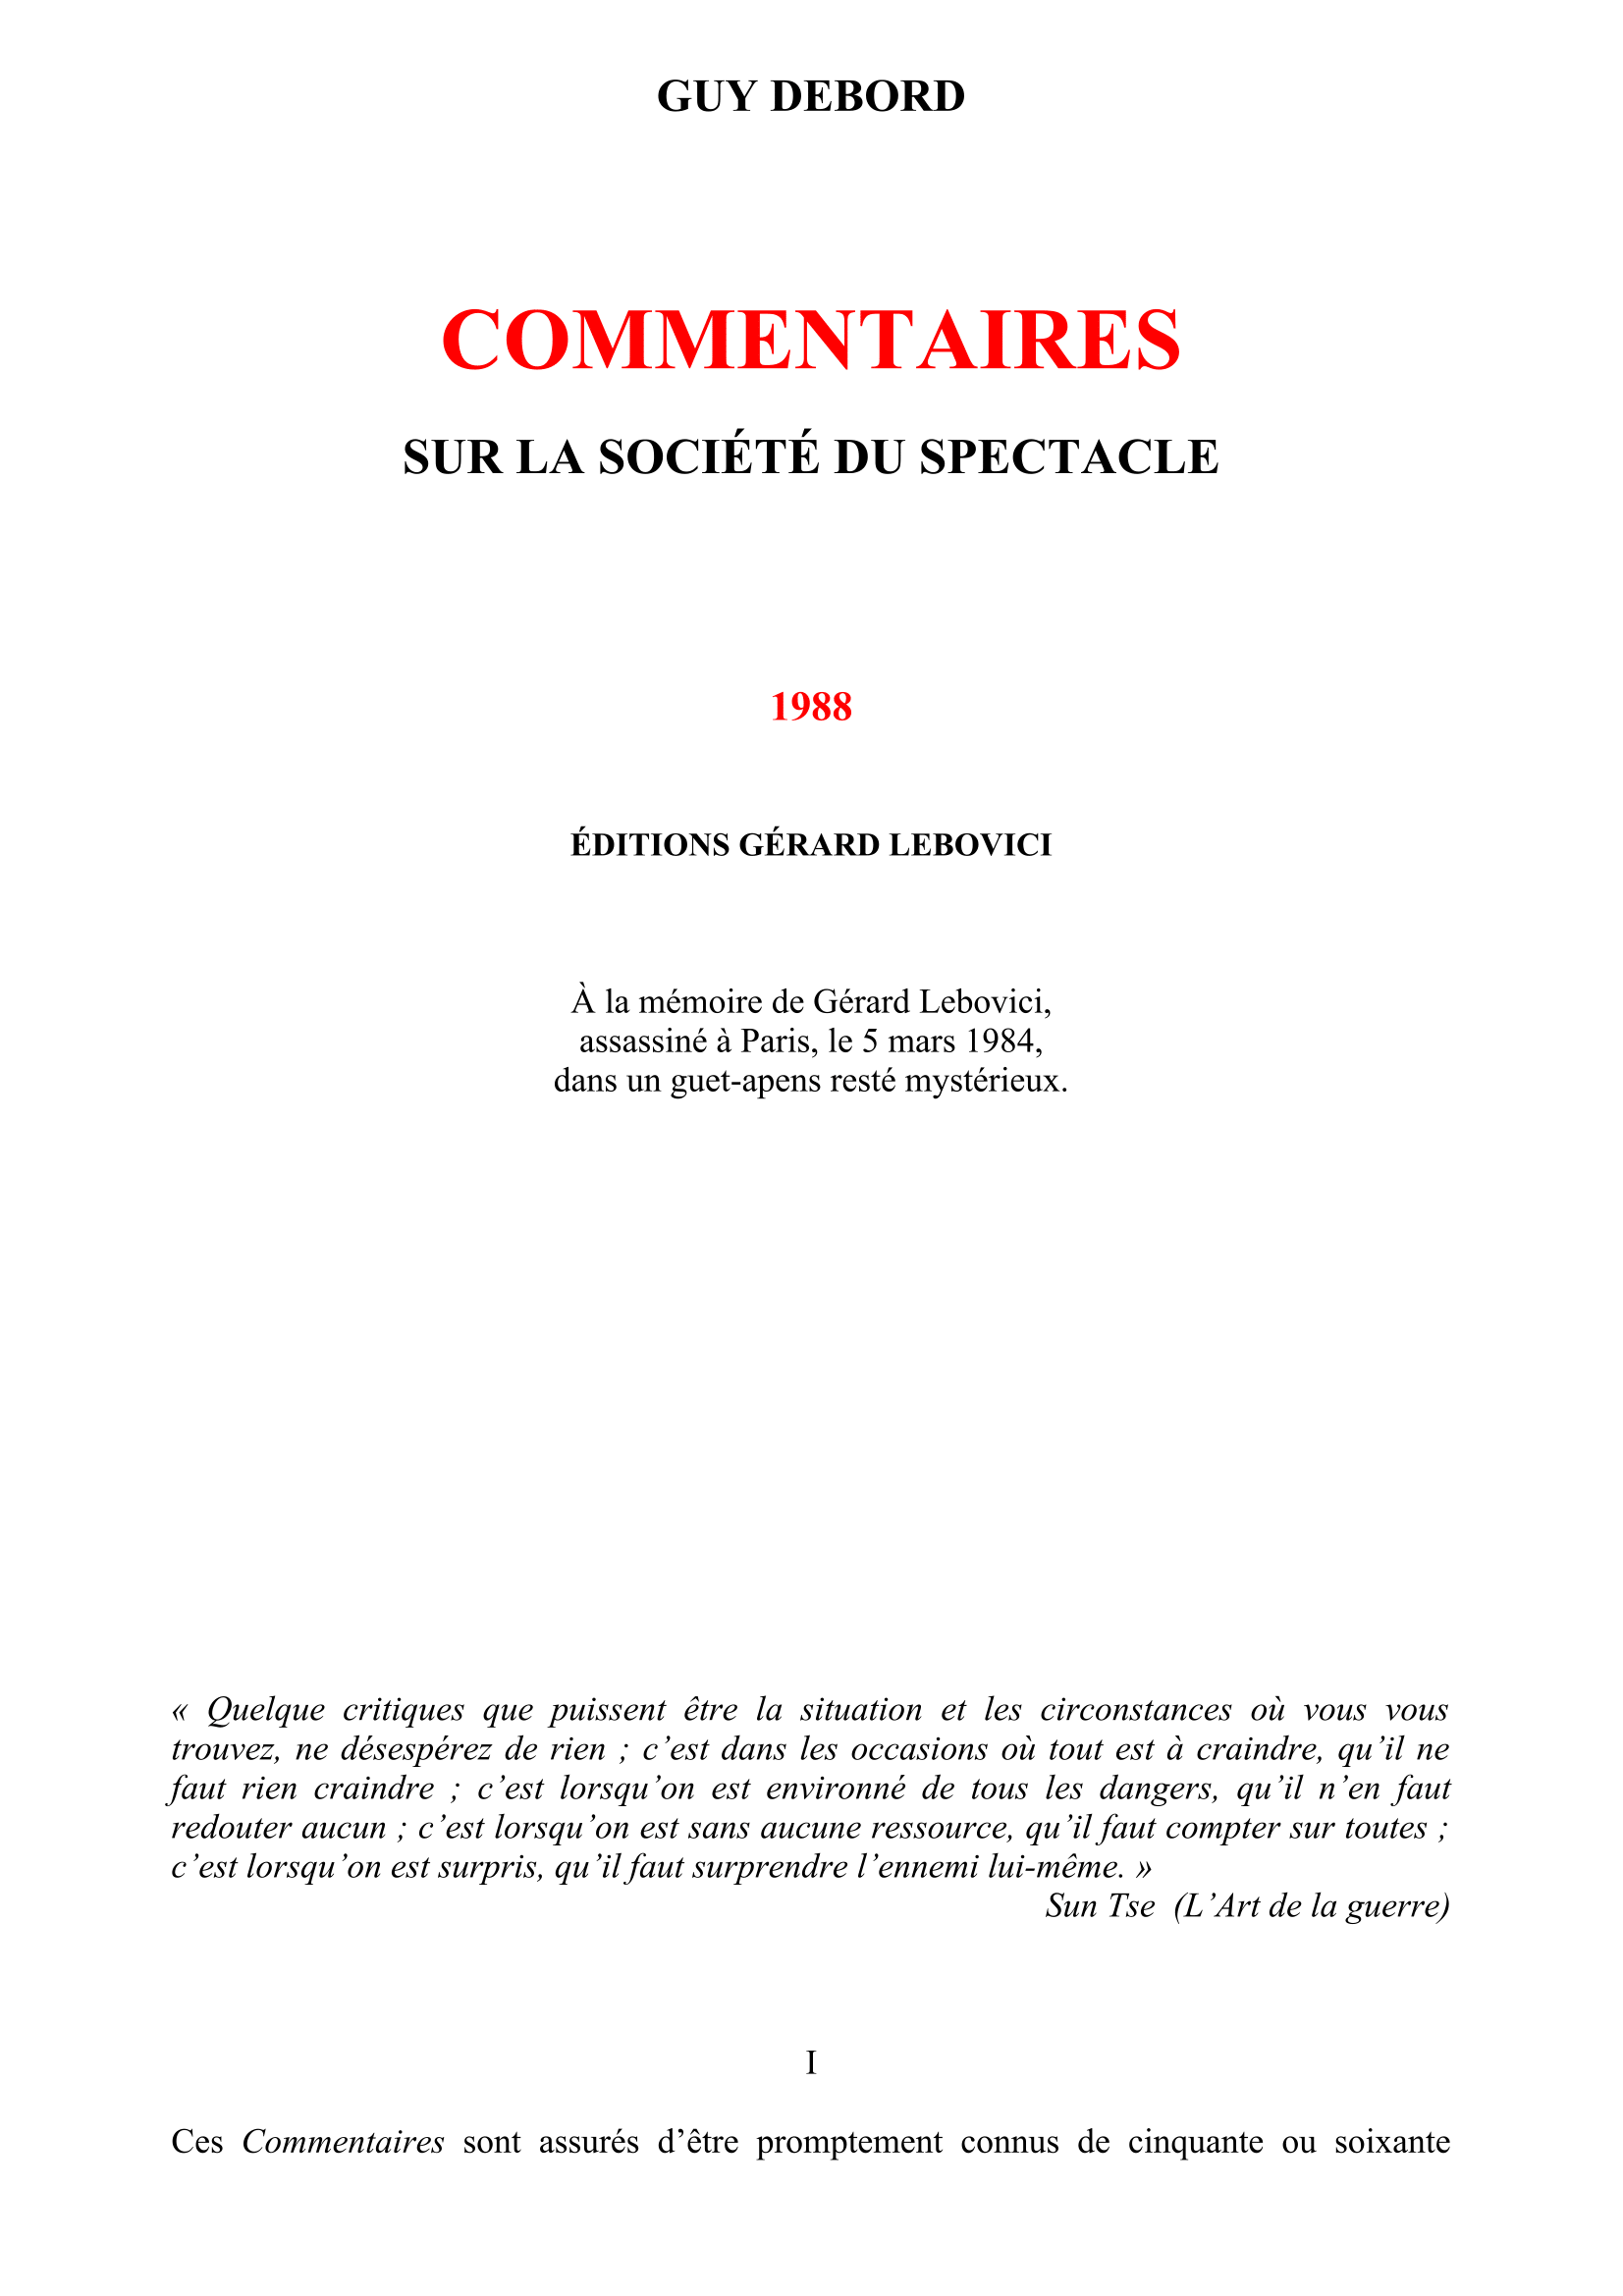 GUY DEBORD
COMMENTAIRES
SUR LA SOCIÉTÉ DU SPECTACLE
1988
ÉDITIONS GÉRARD LEBOVICI
À la mémoire de Gérard Lebovici,
assassiné à Paris, le 5 mars 1984,
dans un guet-apens resté mystérieux.
« Quelque critiques que puissent être la situation et les circonstances où vous vous
trouvez, ne désespérez de rien ; c’est dans les occasions où tout est à craindre, qu’il ne
faut rien craindre ; c’est lorsqu’on est environné de tous les dangers, qu’il n’en faut
redouter aucun ; c’est lorsqu’on est sans aucune ressource, qu’il faut compter sur toutes ;
c’est lorsqu’on est surpris, qu’il faut surprendre l’ennemi lui-même. »
Sun Tse (L’Art de la guerre)
I
Ces Commentaires sont assurés d’être promptement connus de cinquante ou soixante